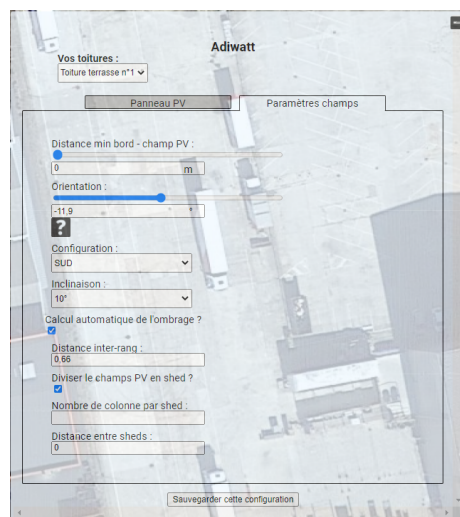 Adiwatt
Vos toitures :
Toiture terrasse n°1
Panneau PV
Paramètres champs
Distance min bord - champ PV :
0 m
Orientation :
-11,9 °
?
Configuration :
SUD
Inclinaison :
10°
Calcul automatique de l'ombrage ?
Distance inter-rang :
0,66
Diviser le champs PV en shed ?
Nombre de colonne par shed :
Distance entre sheds :
0
Sauvegarder cette configuration